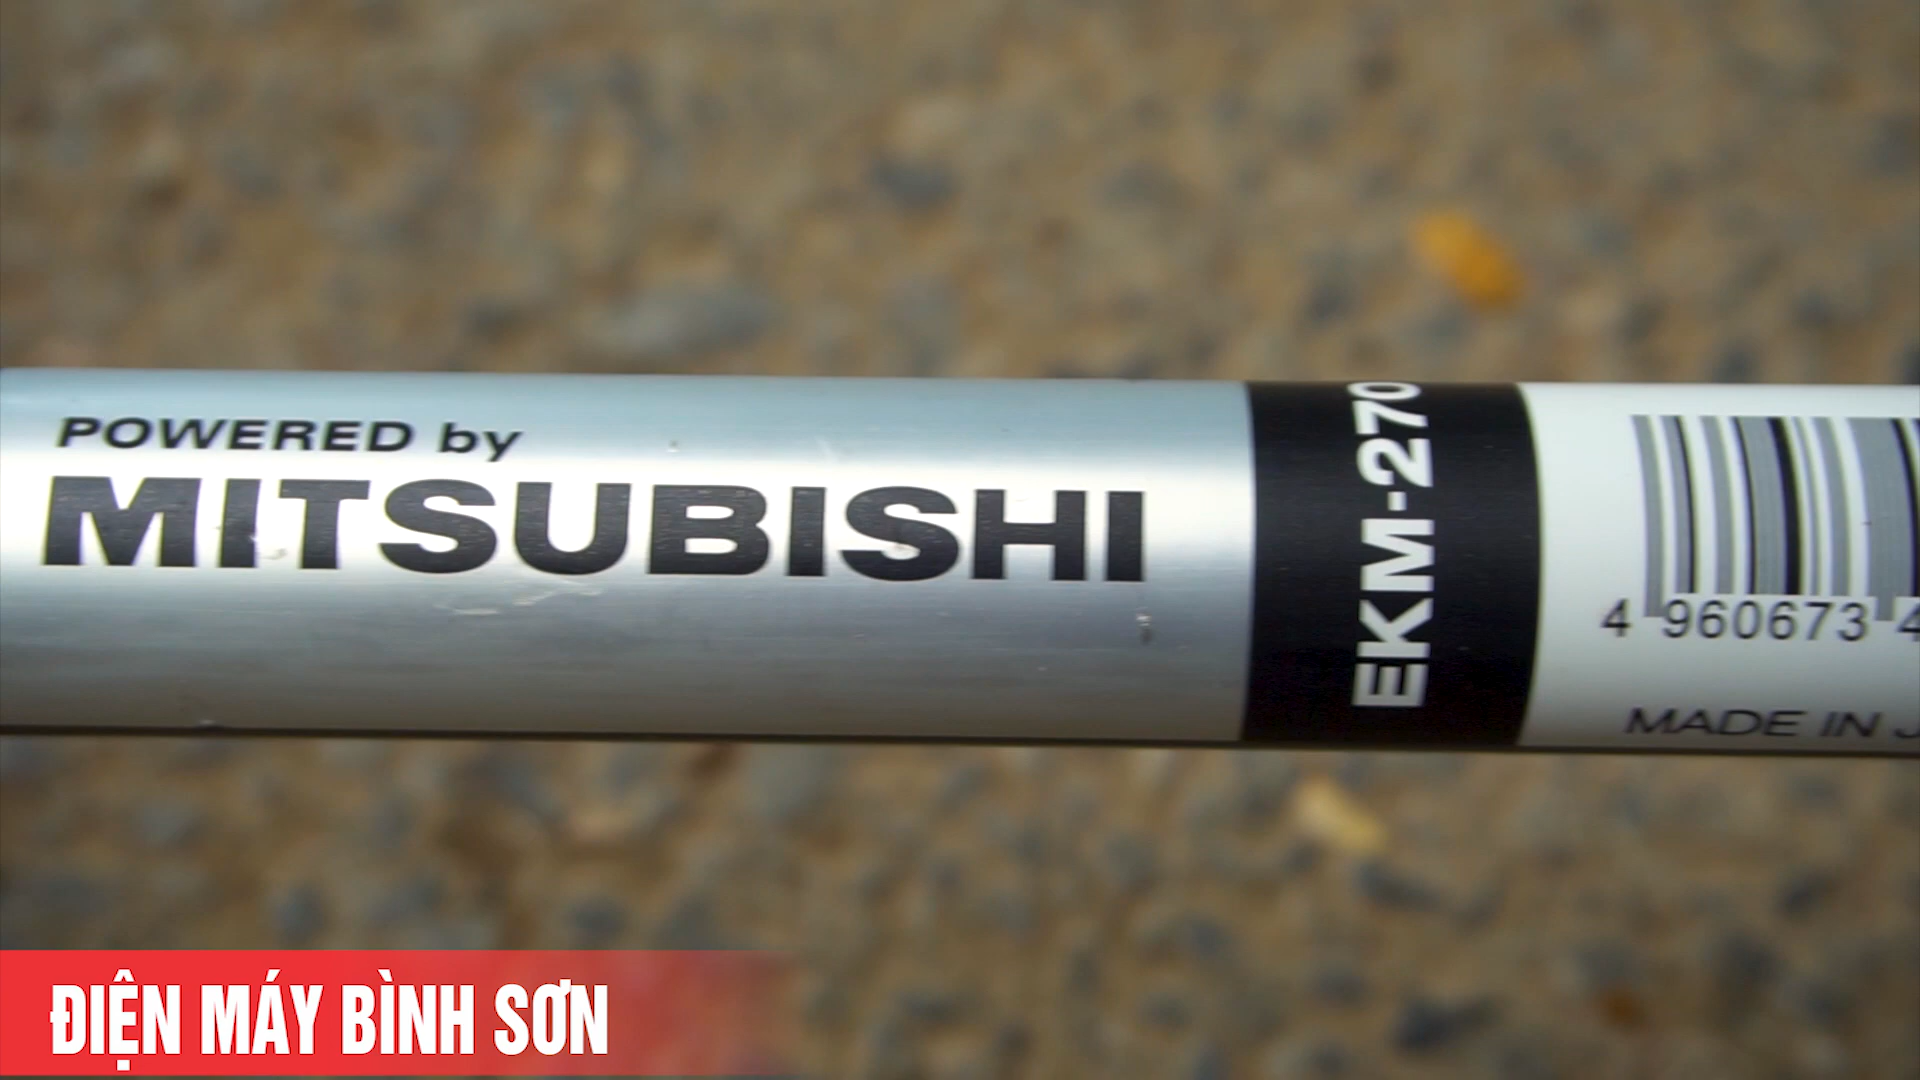 POWERED by
MITSUBISHI
EKM-270
4 960673 4
MADE IN J
ĐIỆN MÁY BÌNH SƠN